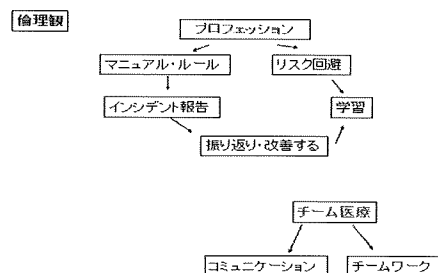 倫理観
プロフェッション
マニュアル・ルール
リスク回避
インシデント報告
学習
振り返り・改善する
チーム医療
コミュニケーション
チームワーク